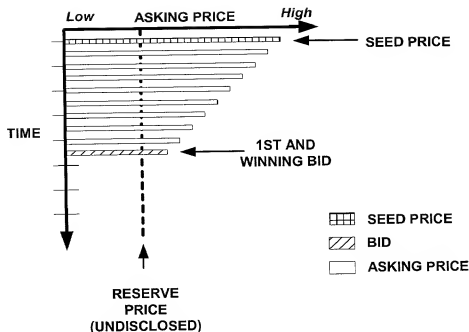 Low ASKING PRICE High
SEED PRICE
TIME
1ST AND
WINNING BID
SEED PRICE
BID
ASKING PRICE
RESERVE
PRICE
(UNDISCLOSED)